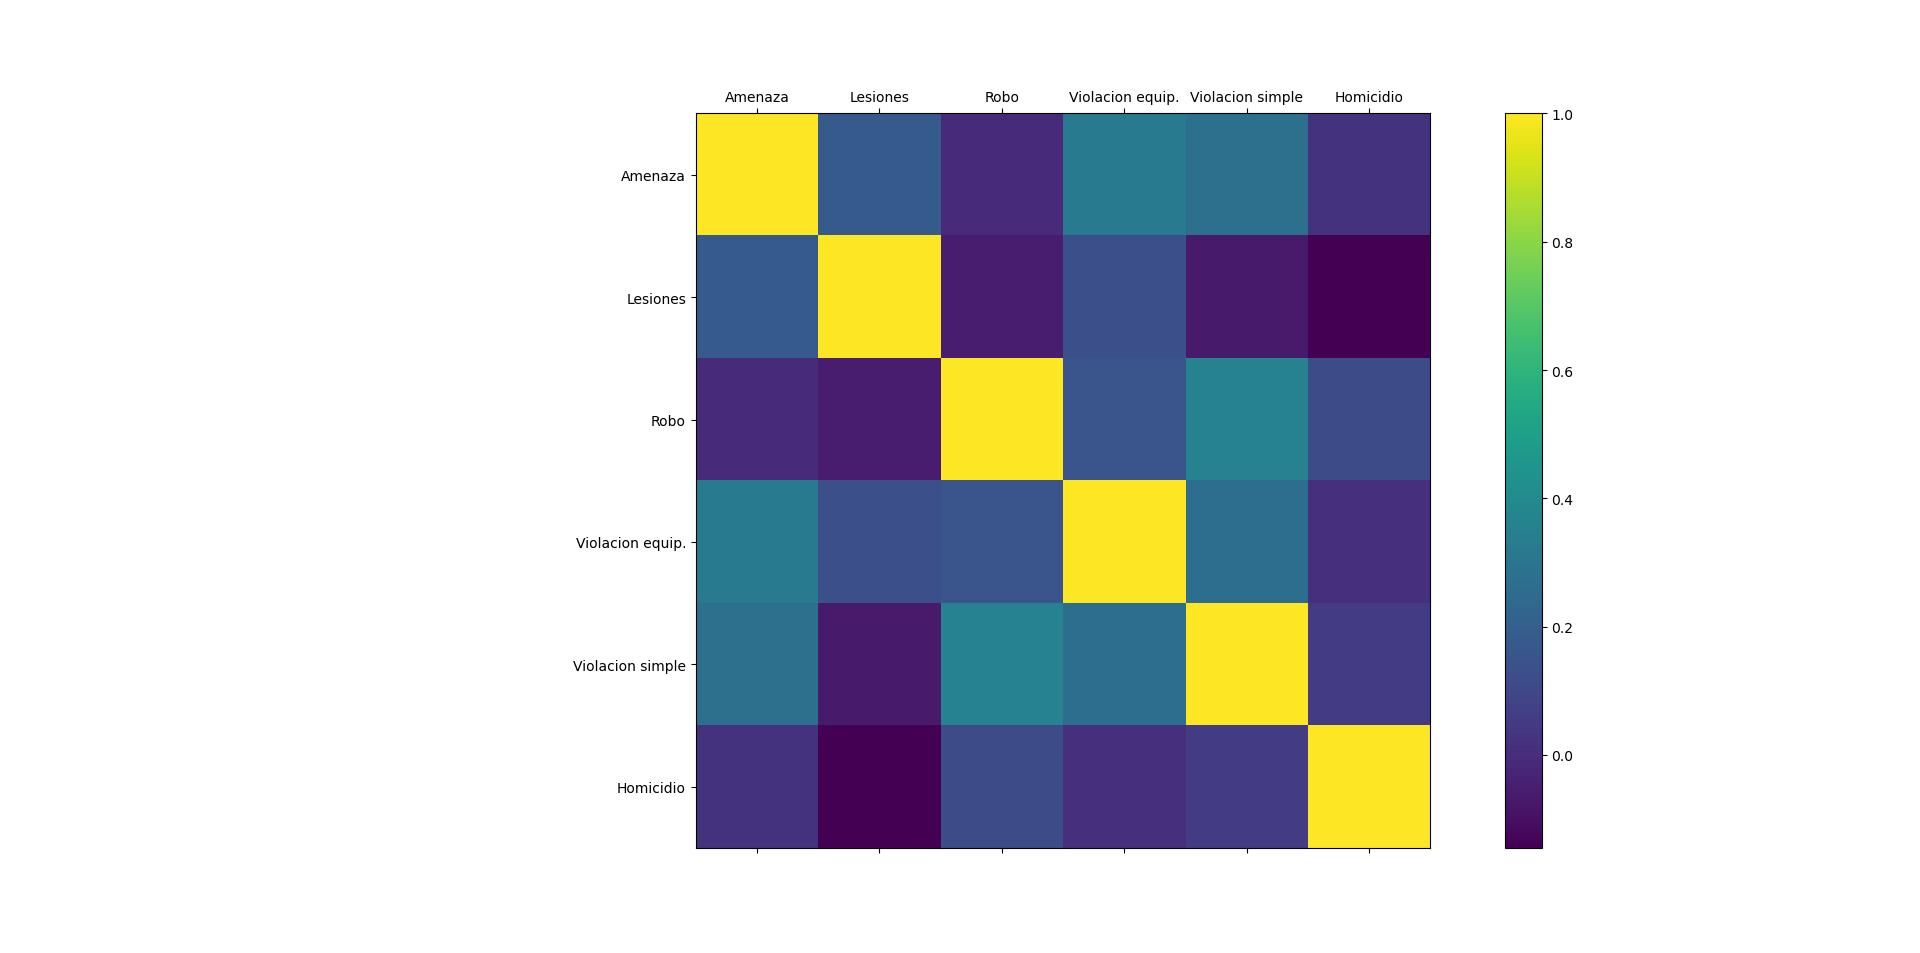 Amenaza Lesiones Robo Violacion equip. Violacion simple Homicidio
Amenaza
Lesiones
Robo
Violacion equip.
Violacion simple
Homicidio
1.0
0.8
0.6
0.4
0.2
0.0